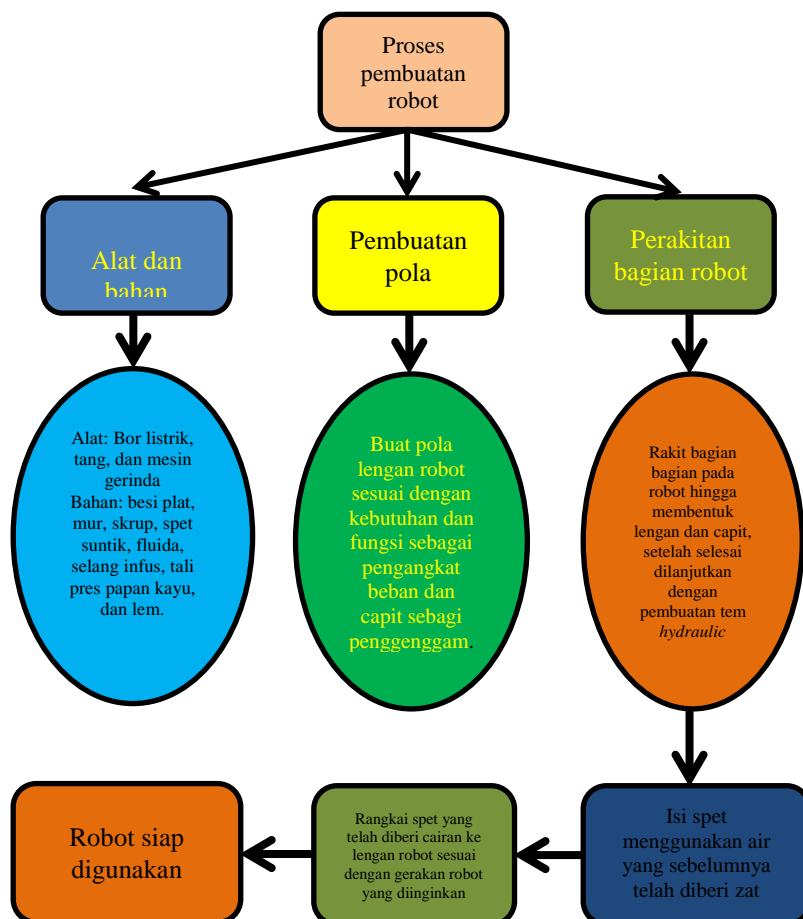 Proses
pembuatan
robot
Alat dan
bahan
Pembuatan
pola
Perakitan
bagian robot
Alat: Bor listrik,
tang, dan mesin
gerinda
Bahan: besi plat,
mur, skrup, spet
suntik, fluida,
selang infus, tali
pres papan kayu,
dan lem.
Buat pola
lengan robot
sesuai dengan
kebutuhan dan
fungsi sebagai
pengangkat
beban dan
capit sebagi
penggenggam.
Rakit bagian
bagian pada
robot hingga
membentuk
lengan dan capit,
setelah selesai
dilanjutkan
dengan
pembuatan tem
hydraulic
Isi spet
menggunakan air
yang sebelumnya
telah diberi zat
Rangkai spet yang
telah diberi cairan ke
lengan robot sesuai
dengan gerakan robot
yang diinginkan
Robot siap
digunakan